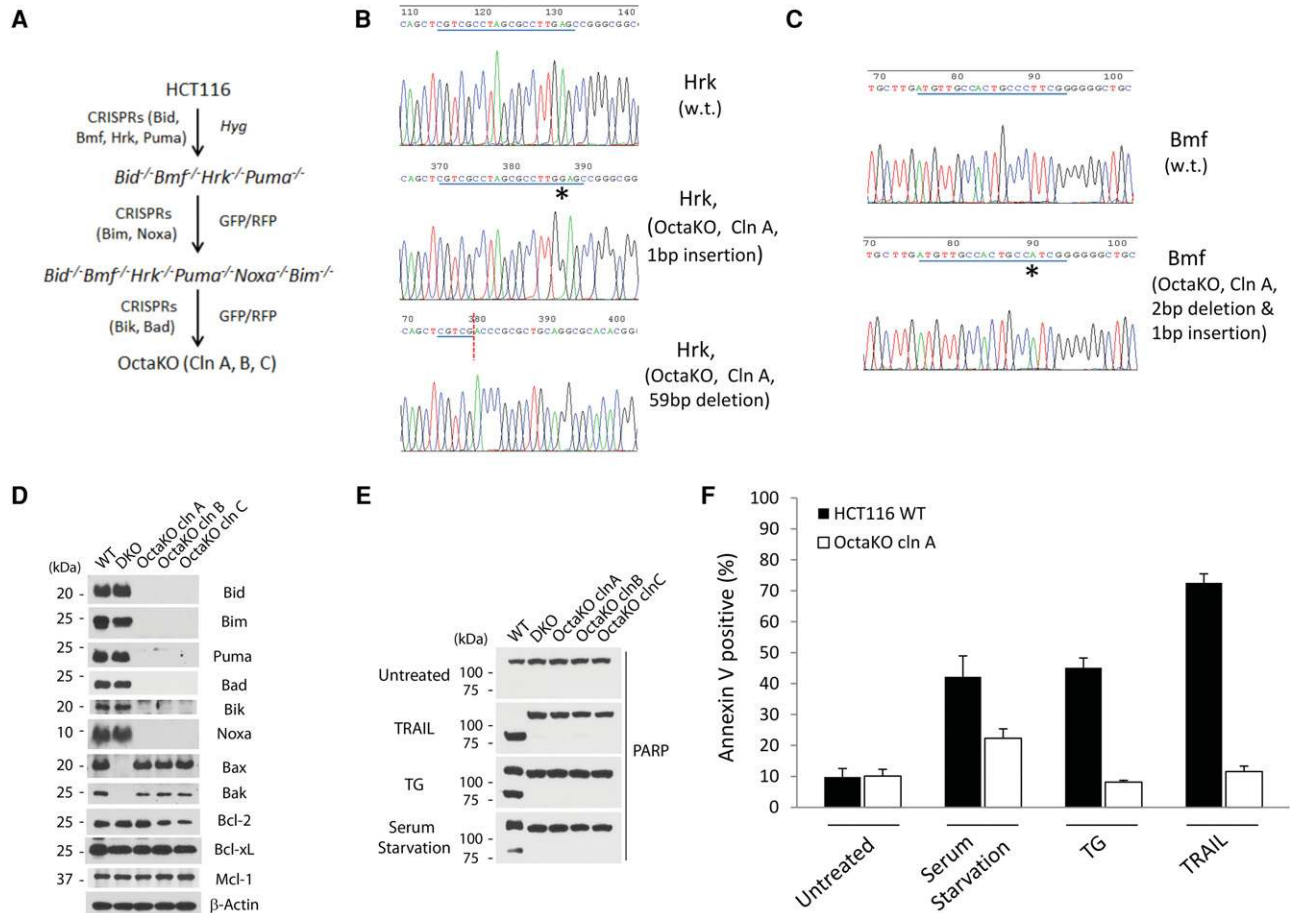 A
HCT116
CRISPRs (Bid,
Bmf, Hrk, Puma)
Hyg
Bid-/-Bmf-/-Hrk-/-Puma-/-
CRISPRs
(Bim, Noxa)
GFP/RFP
Bid-/-Bmf-/-Hrk-/-Puma-/-Noxa-/-Bim-/-
CRISPRs
(Bik, Bad)
GFP/RFP
OctaKO (Cln A, B, C)
B
110 120 130 140
CAGCTCGTCGCCTAGCGCCTTGAGCCGGGCGGC
Hrk
(w.t.)
370 380 390
CAGCTCGTCGCCTAGCGCCTTGGAGCCGGGCGG
*
Hrk,
(OctaKO, Cln A,
1bp insertion)
70 380 390 400
CAGCTCGTCGACCCGCGCTGCAGGCGCACACGG
Hrk,
(OctaKO, Cln A,
59bp deletion)
C
70 80 90 100
TGCTTGATGTTGCCACTGCCCTTCGGGGGGCTGC
Bmf
(w.t.)
70 80 90 100
TGCTTGATGTTGCCACTGCCATCGGGGGGCTGC
*
Bmf
(OctaKO, Cln A,
2bp deletion &
1bp insertion)
D
(kDa)
WT
DKO
OctaKO cln A
OctaKO cln B
OctaKO cln C
20 - Bid
25 - Bim
25 -
Puma
25 -
Bad
20 - Bik
10 - Noxa
20 - Bax
25 - Bak
25 - Bcl-2
25 - Bcl-xL
37 - Mcl-1
β-Actin
E
(kDa)
WT
DKO
OctaKO clnA
OctaKO clnB
OctaKO clnC
Untreated
100 -
75 -
TRAIL
100 -
75 -
TG
100 -
75 -
Serum
Starvation
100 -
75 -
PARP
F
Annexin V positive (%)
100
90
80
70
60
50
40
30
20
10
0
HCT116 WT
OctaKO cln A
Untreated
Serum
Starvation
TG
TRAIL